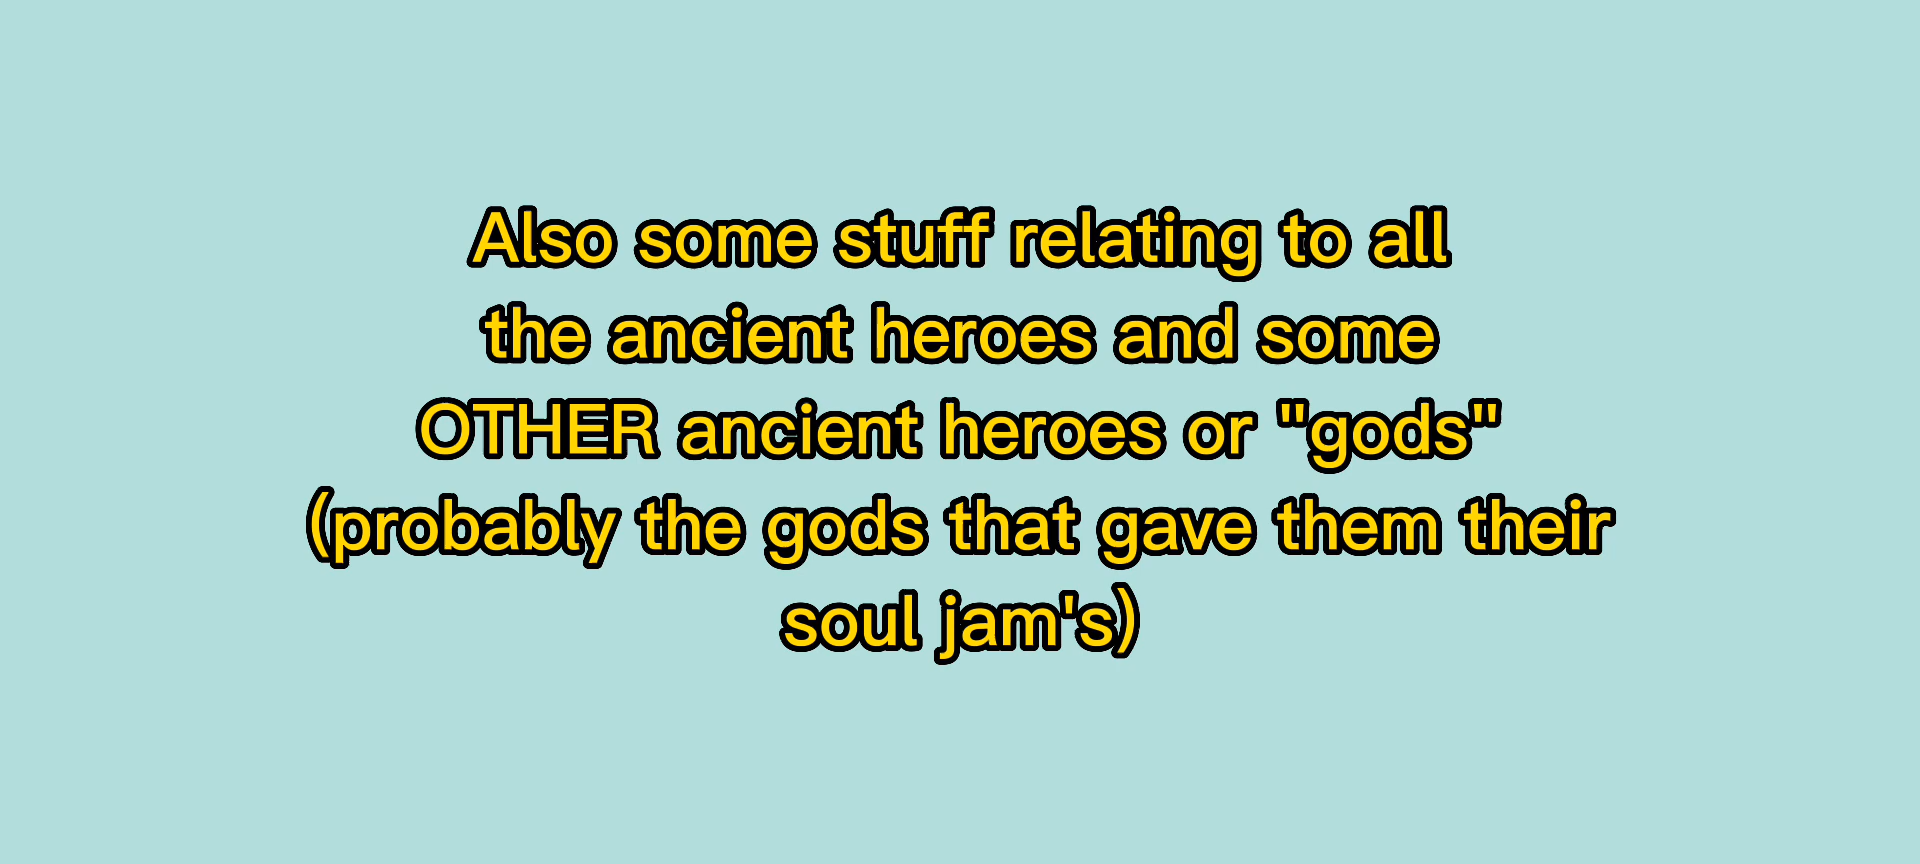 Also some stuff relating to all
the ancient heroes and some
OTHER ancient heroes or "gods"
(probably the gods that gave them their
soul jam's)